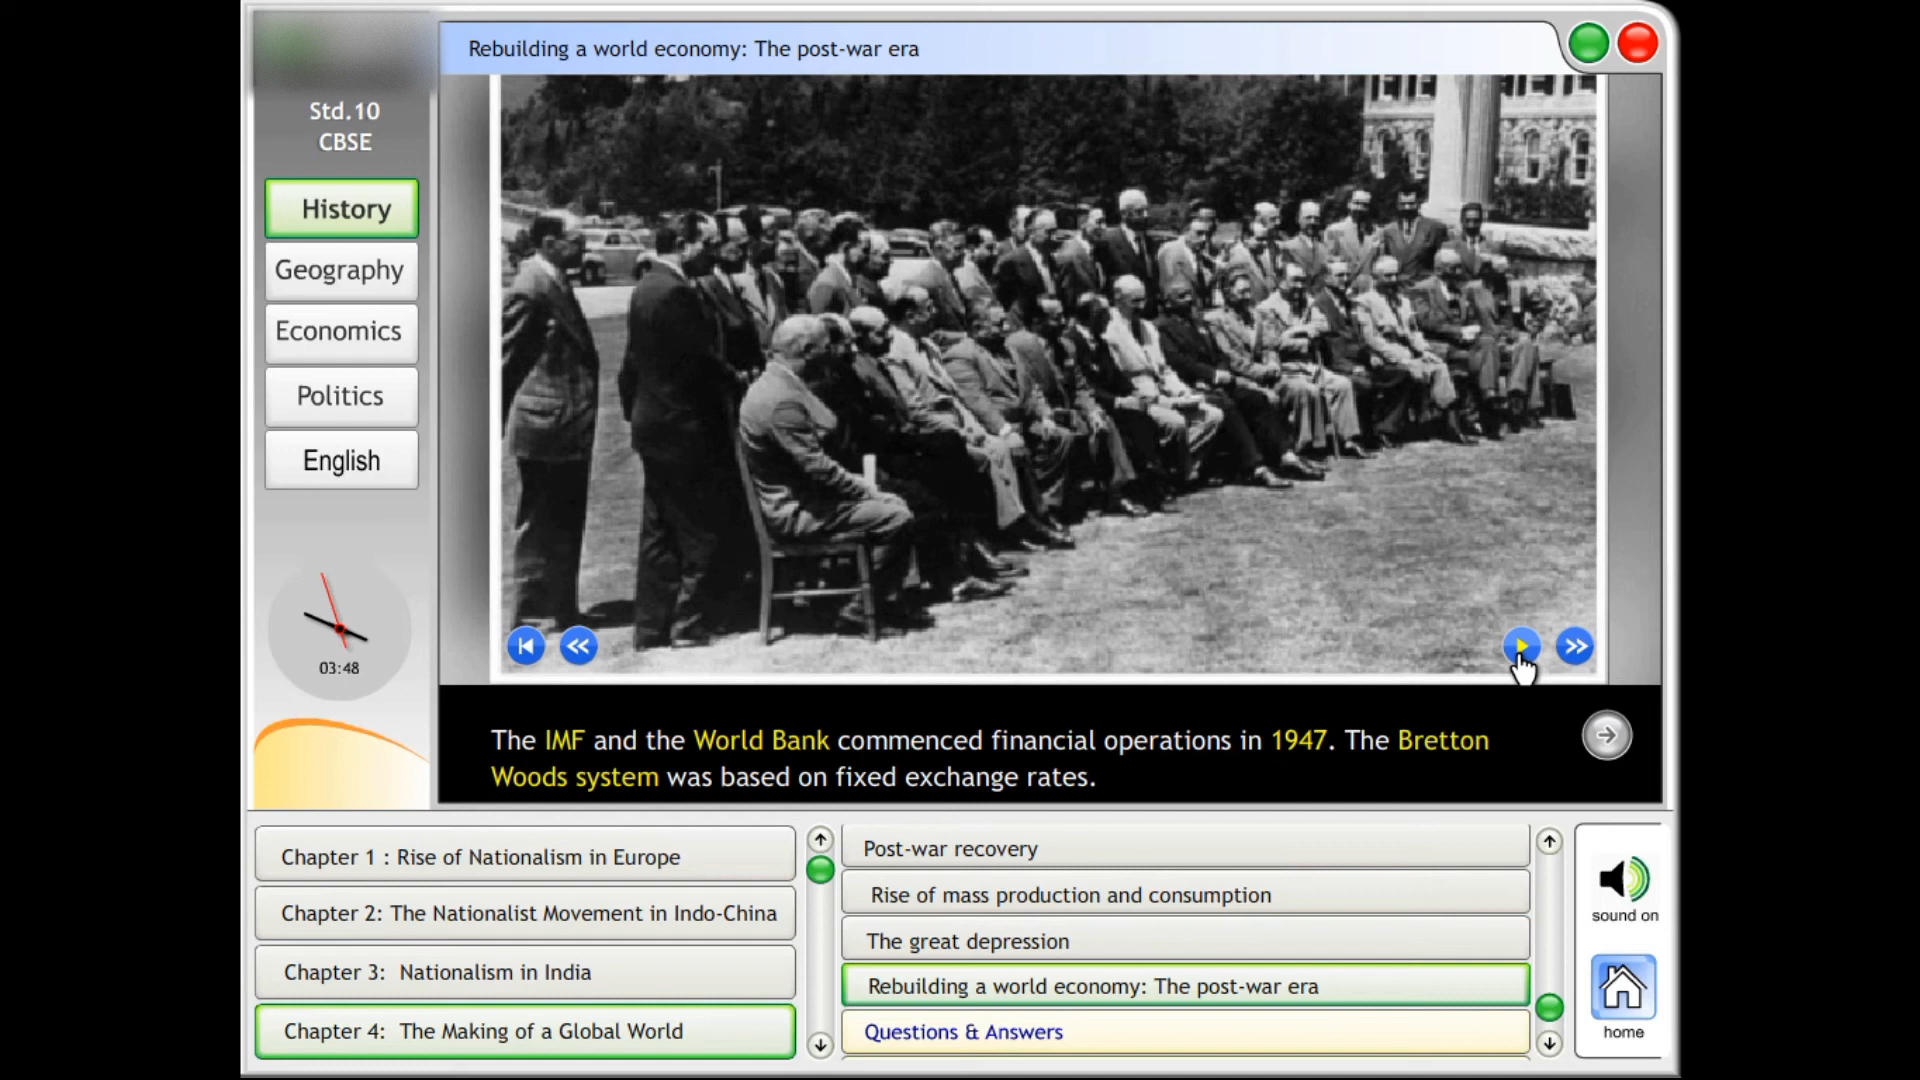 Rebuilding a world economy: The post-war era
Std.10
CBSE
History
Geography
Economics
Politics
English
03:48
The IMF and the World Bank commenced financial operations in 1947. The Bretton
Woods system was based on fixed exchange rates.
Chapter 1 : Rise of Nationalism in Europe
Chapter 2: The Nationalist Movement in Indo-China
Chapter 3: Nationalism in India
Chapter 4: The Making of a Global World
Post-war recovery
Rise of mass production and consumption
The great depression
Rebuilding a world economy: The post-war era
Questions & Answers
sound on
home